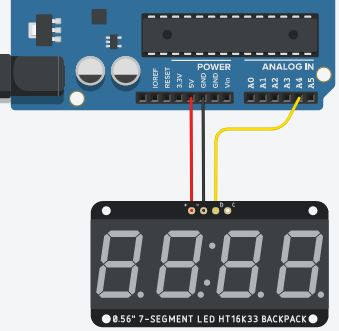 POWER
ANALOG IN
IOREF
RESET
3.3V
5V
GND
GND
Vin
A0
A1
A2
A3
A4
A5
+ - D C
0.56" 7-SEGMENT LED HT16K33 BACKPACK